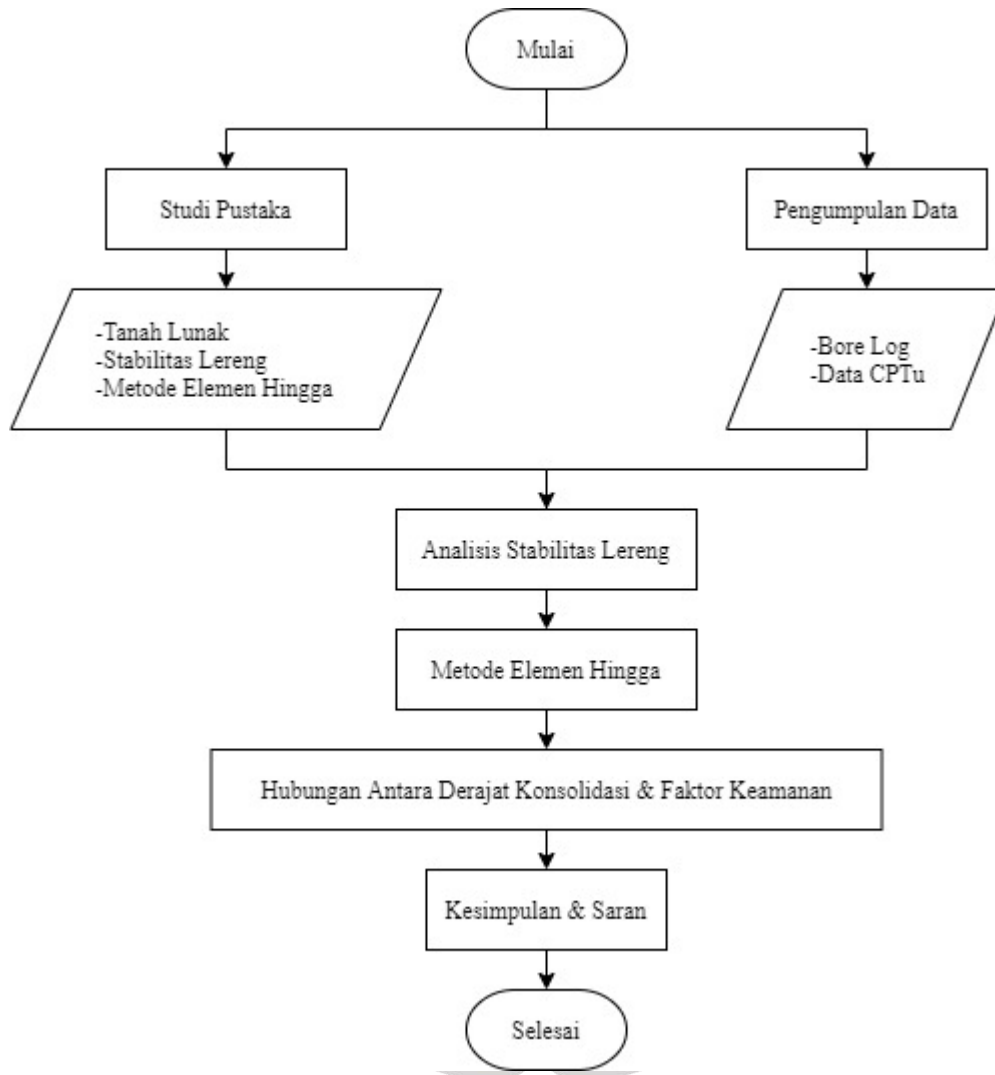 Mulai
Studi Pustaka
Pengumpulan Data
-Tanah Lunak
-Stabilitas Lereng
-Metode Elemen Hingga
-Bore Log
-Data CPTu
Analisis Stabilitas Lereng
Metode Elemen Hingga
Hubungan Antara Derajat Konsolidasi & Faktor Keamanan
Kesimpulan & Saran
Selesai